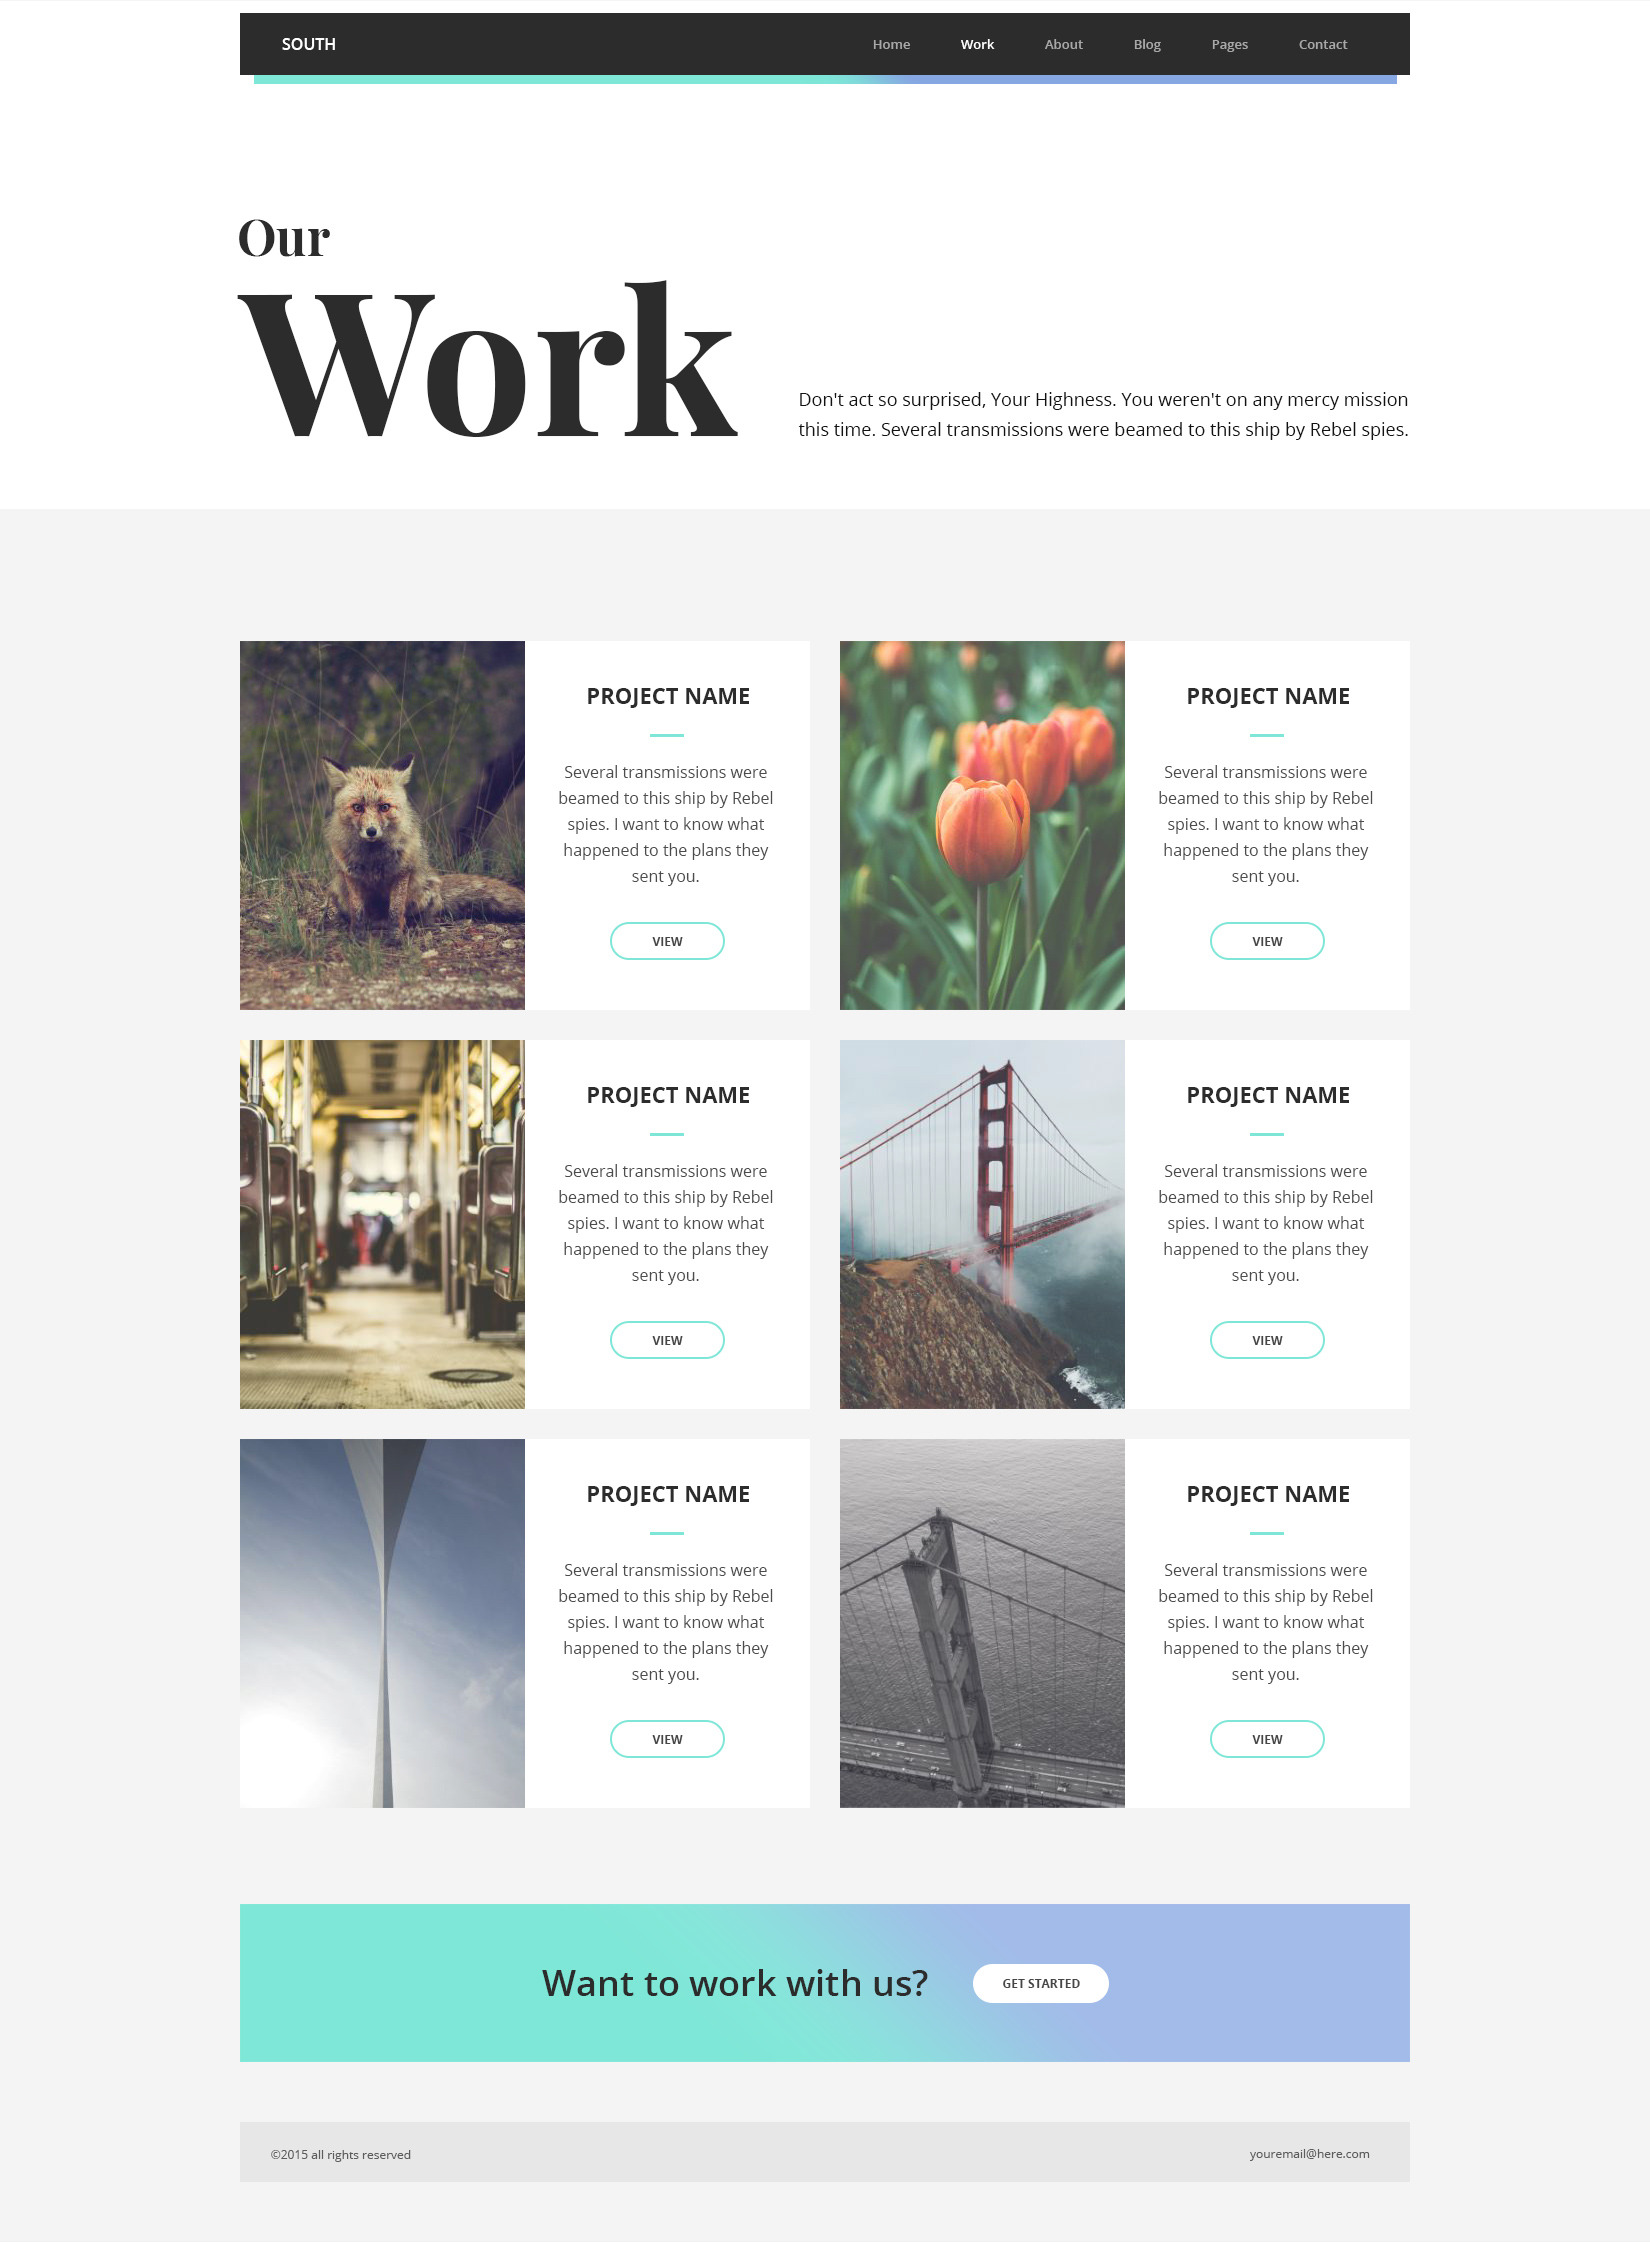 SOUTH
Home Work About Blog Pages Contact
Our
Work
Don't act so surprised, Your Highness. You weren't on any mercy mission
this time. Several transmissions were beamed to this ship by Rebel spies.
PROJECT NAME
Several transmissions were
beamed to this ship by Rebel
spies. I want to know what
happened to the plans they
sent you.
VIEW
PROJECT NAME
Several transmissions were
beamed to this ship by Rebel
spies. I want to know what
happened to the plans they
sent you.
VIEW
PROJECT NAME
Several transmissions were
beamed to this ship by Rebel
spies. I want to know what
happened to the plans they
sent you.
VIEW
PROJECT NAME
Several transmissions were
beamed to this ship by Rebel
spies. I want to know what
happened to the plans they
sent you.
VIEW
PROJECT NAME
Several transmissions were
beamed to this ship by Rebel
spies. I want to know what
happened to the plans they
sent you.
VIEW
PROJECT NAME
Several transmissions were
beamed to this ship by Rebel
spies. I want to know what
happened to the plans they
sent you.
VIEW
Want to work with us?
GET STARTED
©2015 all rights reserved
youremail@here.com